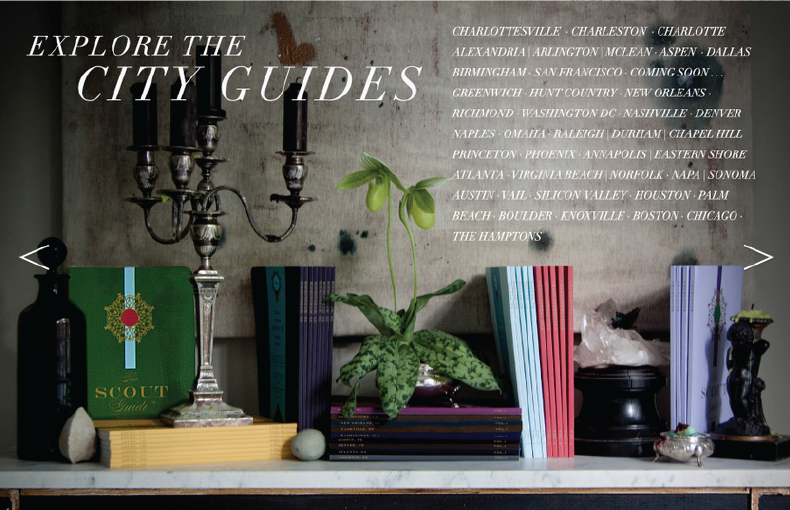 EXPLORE THE
CITY GUIDES
CHARLOTTESVILLE · CHARLESTON · CHARLOTTE
ALEXANDRIA | ARLINGTON | MCLEAN · ASPEN · DALLAS
BIRMINGHAM · SAN FRANCISCO · COMING SOON . . .
GREENWICH · HUNT COUNTRY · NEW ORLEANS ·
RICHMOND · WASHINGTON DC · NASHVILLE · DENVER
NAPLES · OMAHA · RALEIGH | DURHAM | CHAPEL HILL
PRINCETON · PHOENIX · ANNAPOLIS | EASTERN SHORE
ATLANTA · VIRGINIA BEACH | NORFOLK · NAPA | SONOMA
AUSTIN · VAIL · SILICON VALLEY · HOUSTON · PALM
BEACH · BOULDER · KNOXVILLE · BOSTON · CHICAGO ·
THE HAMPTONS
The
SCOUT
Guide